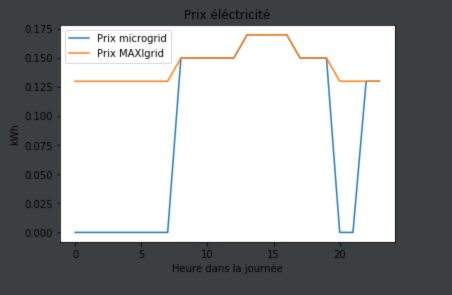 Prix éléctricité
Prix microgrid
Prix MAXIgrid
0.175
0.150
0.125
0.100
0.075
0.050
0.025
0.000
kWh
0 5 10 15 20
Heure dans la journée